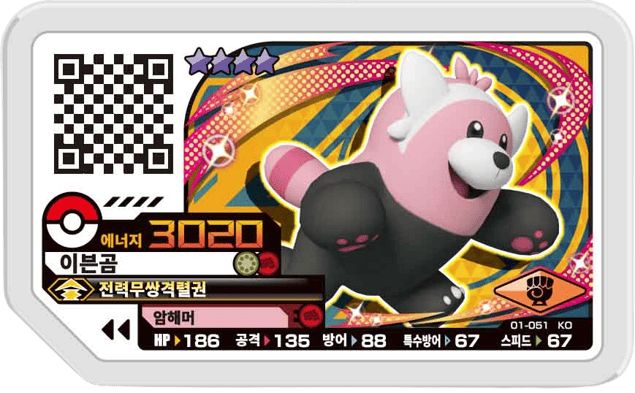 에너지 3020
이븐곰
전력무쌍격렬권
암해머
HP 186 공격 135 방어 88 특수방어 67 스피드 67
01-051 KO